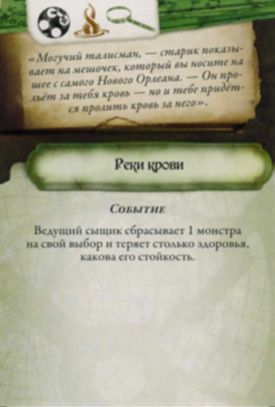 «Могучий талисман, — старик показы-
вает на мешочек, который вы носите на
шее с самого Нового Орлеана. — Он про-
льёт за тебя кровь — но и тебе придёт-
ся пролить кровь за него».
Реки крови
Событие
Ведущий сыщик сбрасывает 1 монстра
на свой выбор и теряет столько здоровья,
какова его стойкость.